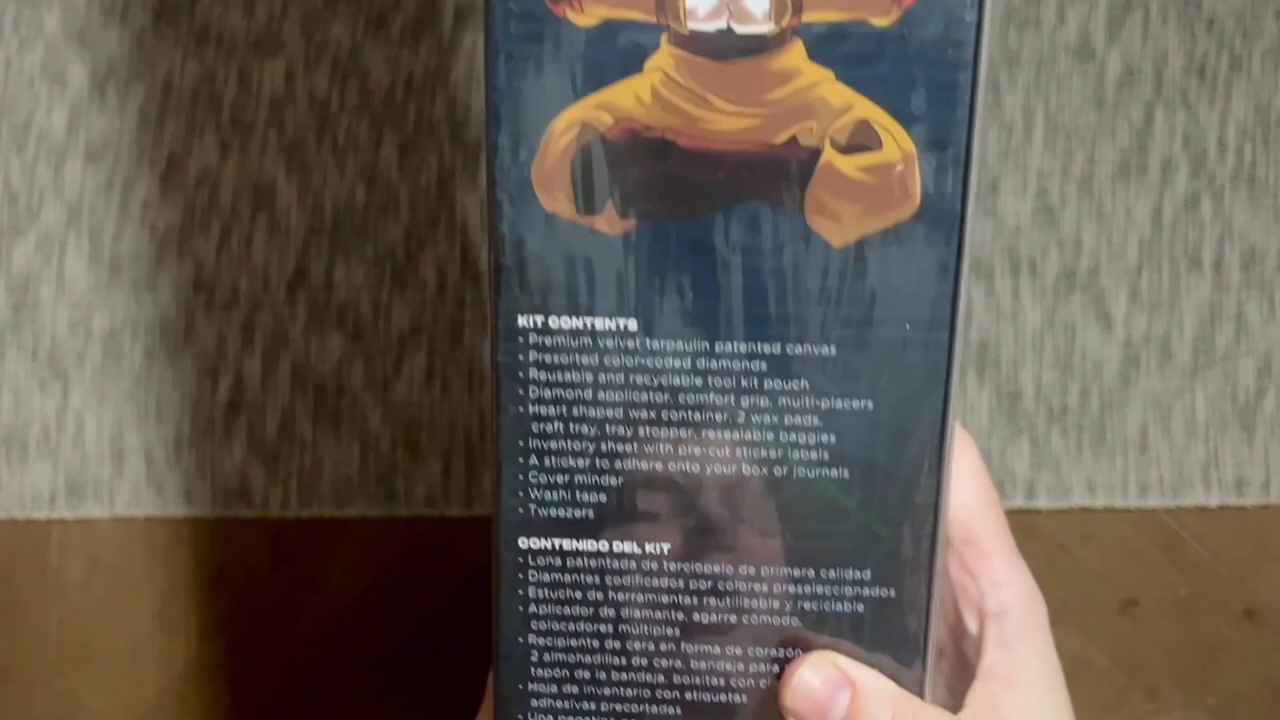 KIT CONTENTS
- Premium velvet tarpaulin patented canvas
- Presorted color-coded diamonds
- Reusable and recyclable tool kit pouch
- Diamond applicator, comfort grip, multi-placers
- Heart shaped wax container, 2 wax pads,
craft tray, tray stopper, resealable baggies
- Inventory sheet with pre-cut sticker labels
- A sticker to adhere onto your box or journals
- Cover minder
- Washi tape
- Tweezers
CONTENIDO DEL KIT
- Lona patentada de terciopelo de primera calidad
- Diamantes codificados por colores preseleccionados
- Estuche de herramientas reutilizable y reciclable
- Aplicador de diamante, agarre cómodo,
colocadores múltiples
- Recipiente de cera en forma de corazón,
2 almohadillas de cera, bandeja para
tapón de la bandeja, bolsitas con
- Hoja de inventario con etiquetas
adhesivas precortadas
- Una